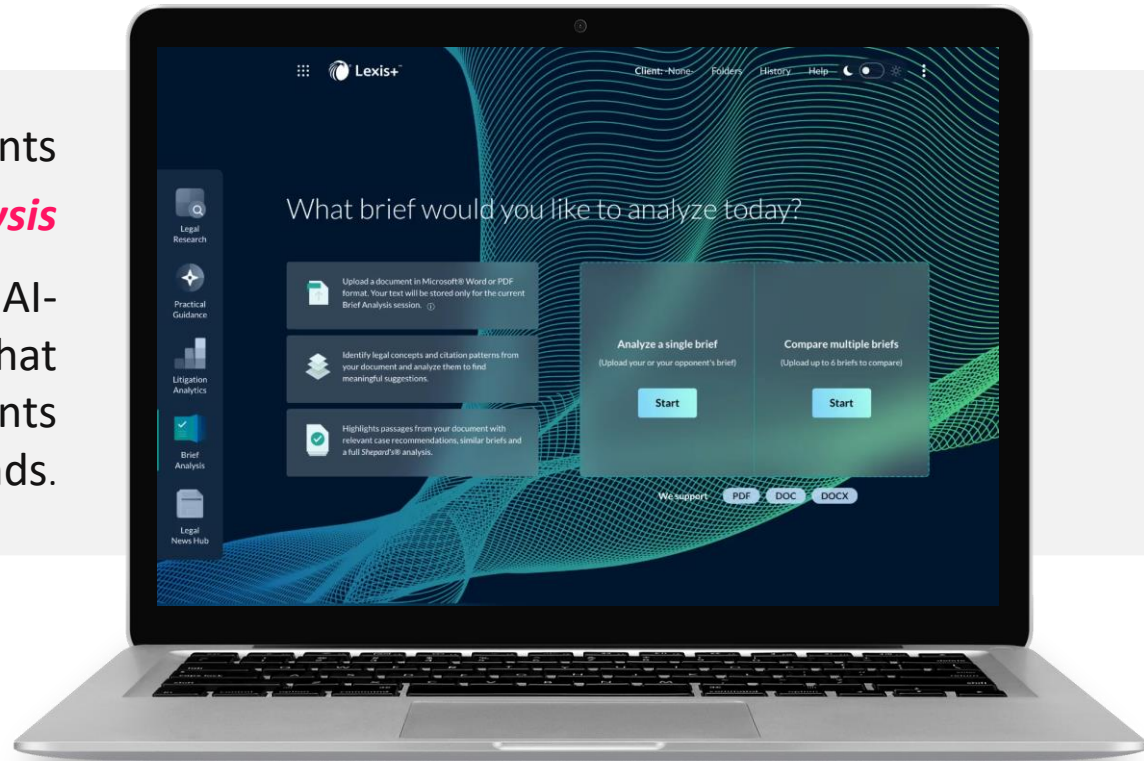 nts
ysis
AI-
hat
nts
nds.
Lexis+™
Client: -None- Folders History Help
Legal
Research
Practical
Guidance
Litigation
Analytics
Brief
Analysis
Legal
News Hub
What brief would you like to analyze today?
Upload a document in Microsoft® Word or PDF
format. Your text will be stored only for the current
Brief Analysis session.
Identify legal concepts and citation patterns from
your document and analyze them to find
meaningful suggestions.
Highlights passages from your document with
relevant case recommendations, similar briefs and
a full Shepard's® analysis.
Analyze a single brief
(Upload your or your opponent's brief)
Start
Compare multiple briefs
(Upload up to 6 briefs to compare)
Start
We support PDF DOC DOCX